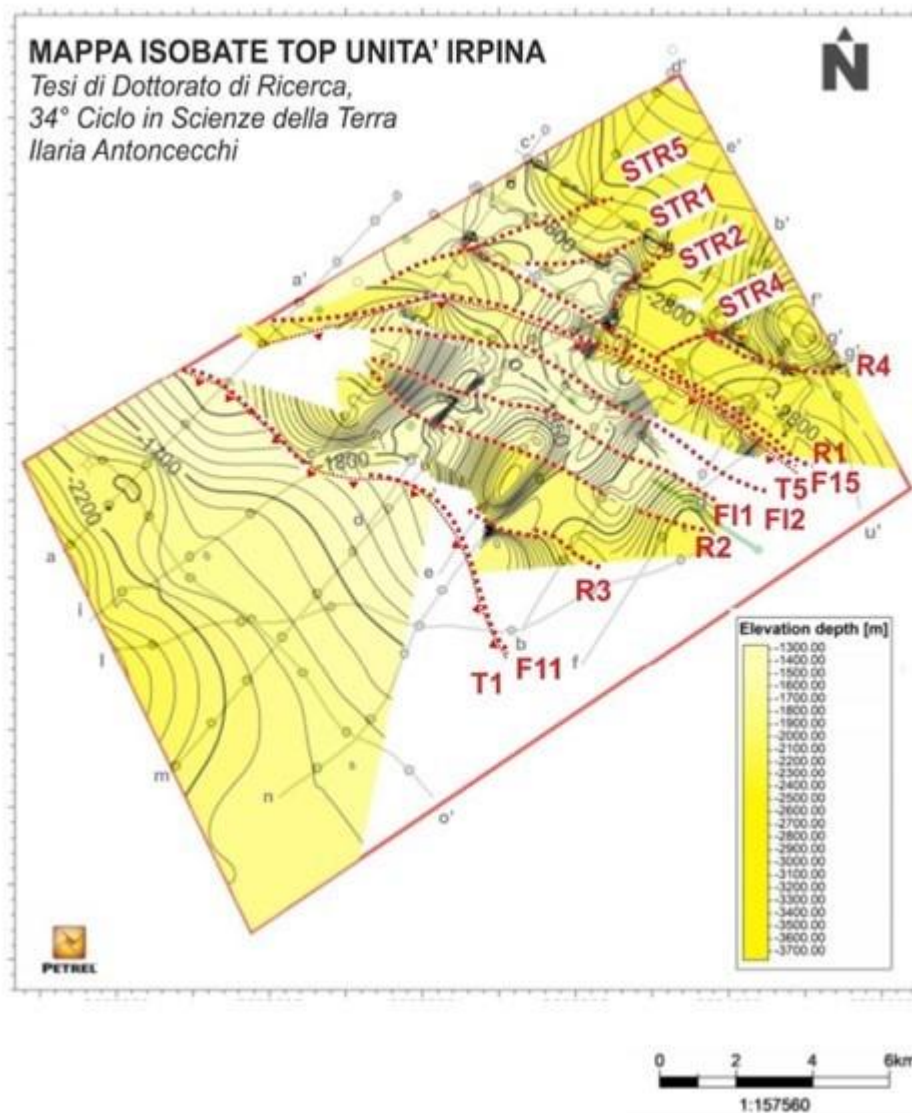 MAPPA ISOBATE TOP UNITA' IRPINA
Tesi di Dottorato di Ricerca,
34° Ciclo in Scienze della Terra
Ilaria Antoncecchi
N
d'
c'
e'
STR5
STR1
b'
-1800
STR2
a'
f'
-2800
STR4
g'
g'
R4
-1200
-1800
-2200
R1
F15
T5
FI1
FI2
R2
u'
a
d
e
R3
i
l
b
f
T1
F11
m
n
o'
Elevation depth [m]
-1300.00
-1400.00
-1500.00
-1600.00
-1700.00
-1800.00
-1900.00
-2000.00
-2100.00
-2200.00
-2300.00
-2400.00
-2500.00
-2600.00
-2700.00
-2800.00
-2900.00
-3000.00
-3100.00
-3200.00
-3300.00
-3400.00
-3500.00
-3600.00
-3700.00
PETREL
0 2 4 6km
1:157560